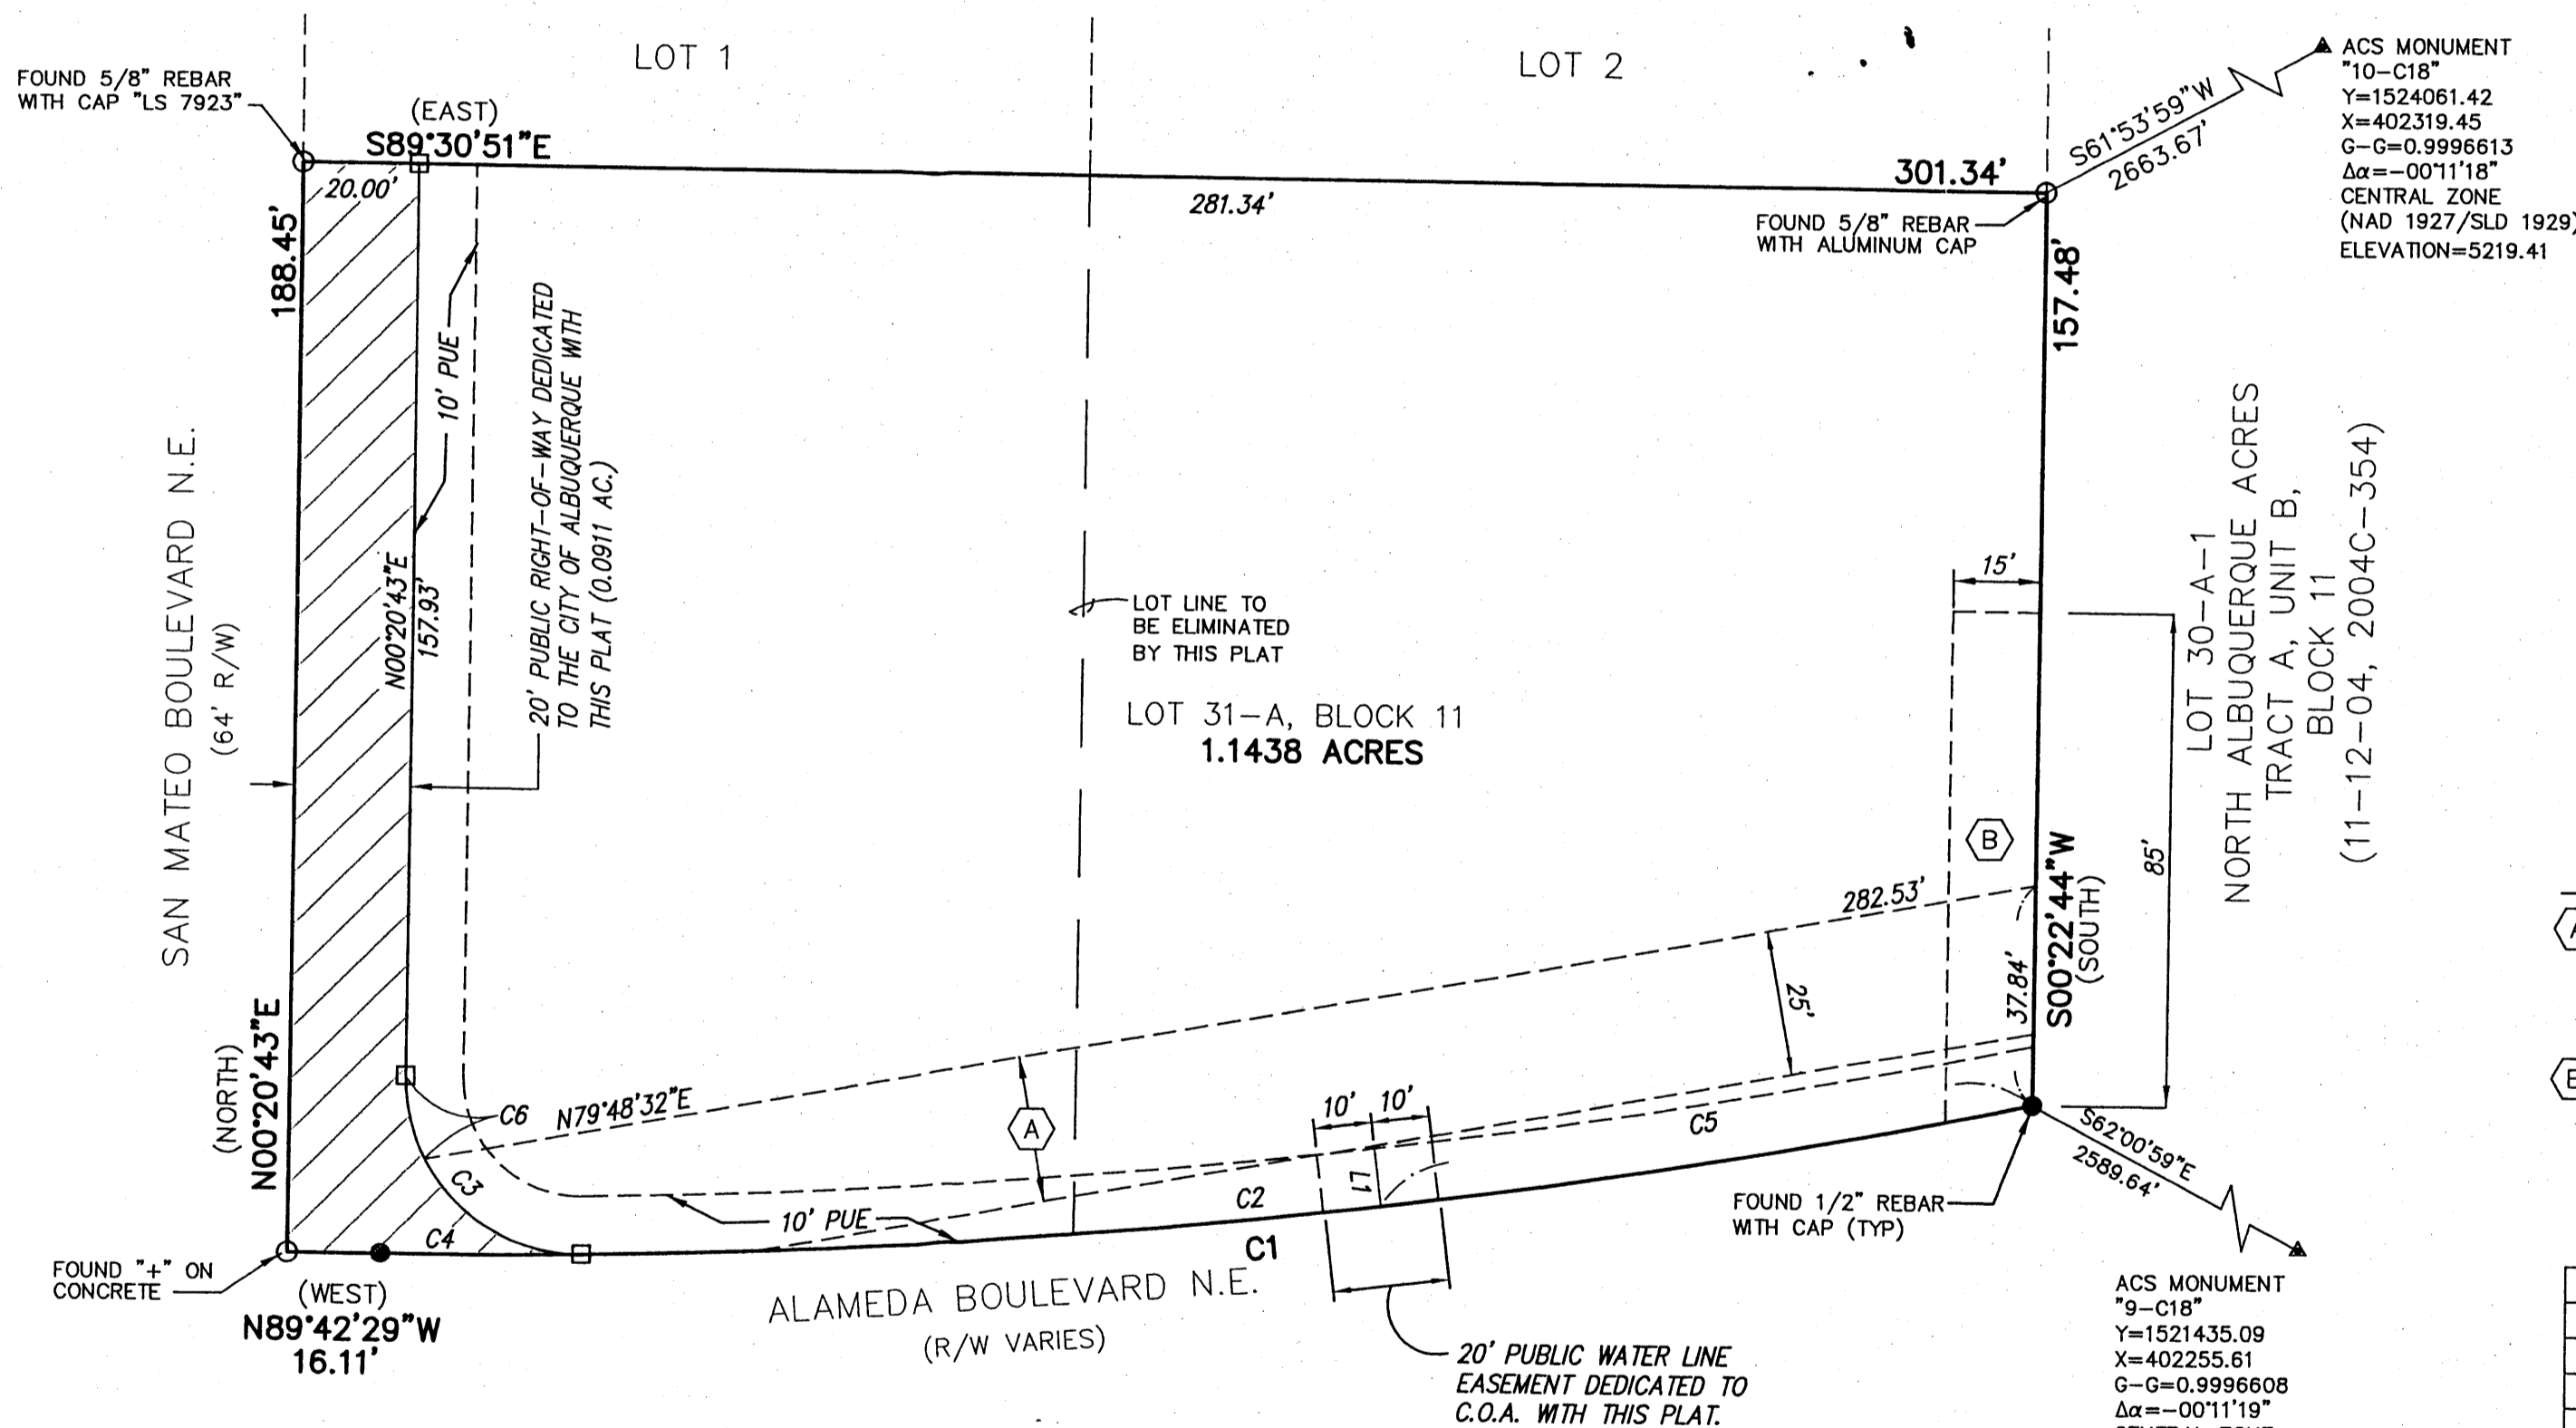 LOT 1
LOT 2
FOUND 5/8" REBAR
WITH CAP "LS 7923"
(EAST)
S89°30'51"E
20.00'
281.34'
301.34'
FOUND 5/8" REBAR
WITH ALUMINUM CAP
S61°53'59"W
2663.67'
ACS MONUMENT
"10-C18"
Y=1524061.42
X=402319.45
G-G=0.9996613
Δα=-00°11'18"
CENTRAL ZONE
(NAD 1927/SLD 1929)
ELEVATION=5219.41
188.45'
10' PUE
N00°20'43"E
157.93'
20' PUBLIC RIGHT-OF-WAY DEDICATED
TO THE CITY OF ALBUQUERQUE WITH
THIS PLAT (0.0911 AC.)
SAN MATEO BOULEVARD N.E.
(64' R/W)
LOT LINE TO
BE ELIMINATED
BY THIS PLAT
LOT 31-A, BLOCK 11
1.1438 ACRES
157.48'
15'
85'
LOT 30-A-1
NORTH ALBUQUERQUE ACRES
TRACT A, UNIT B,
BLOCK 11
(11-12-04, 2004C-354)
B
282.53'
25'
37.84'
S00°22'44"W
(SOUTH)
(NORTH)
N00°20'43"E
C6
N79°48'32"E
A
10'
10'
C5
C3
C4
10' PUE
C2
L1
C1
FOUND 1/2" REBAR
WITH CAP (TYP)
S62°00'59"E
2589.64'
FOUND "+" ON
CONCRETE
(WEST)
N89°42'29"W
16.11'
ALAMEDA BOULEVARD N.E.
(R/W VARIES)
20' PUBLIC WATER LINE
EASEMENT DEDICATED TO
C.O.A. WITH THIS PLAT.
ACS MONUMENT
"9-C18"
Y=1521435.09
X=402255.61
G-G=0.9996608
Δα=-00°11'19"